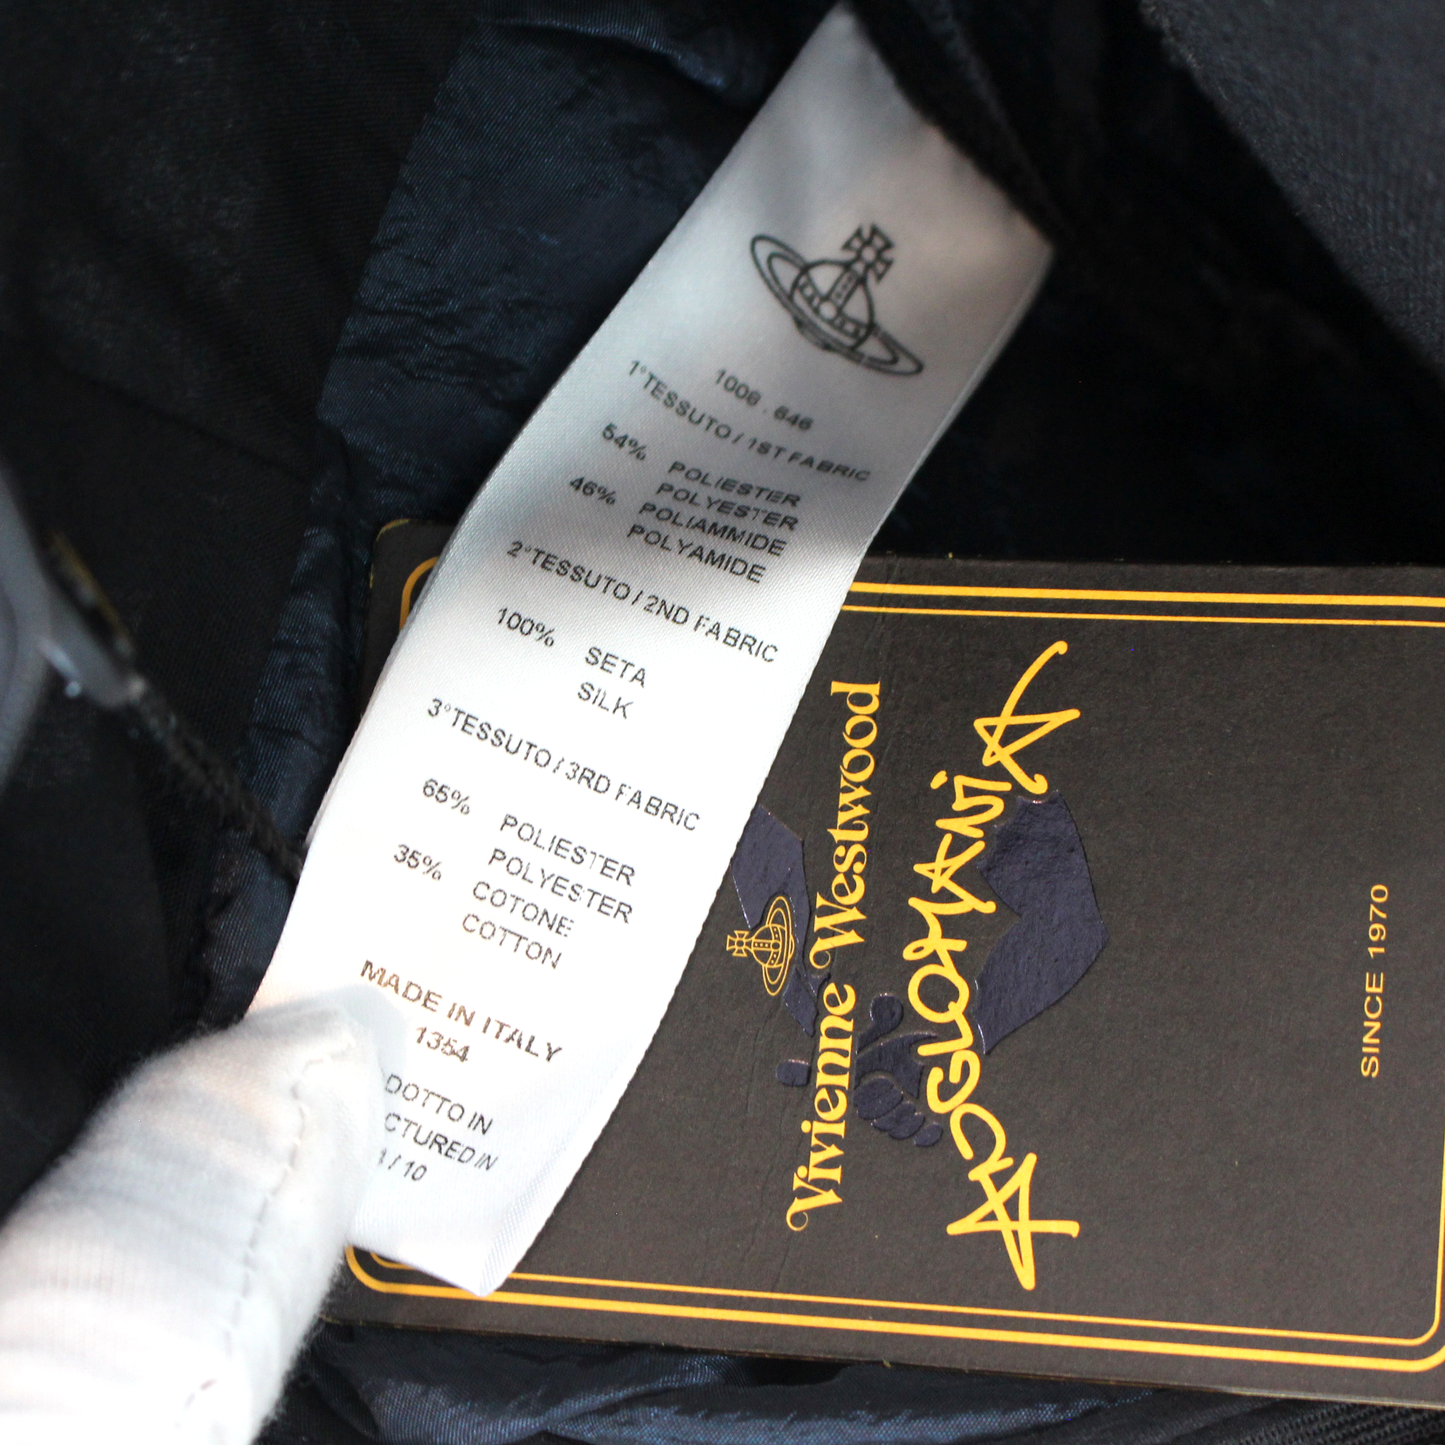 1006 . 646
1°TESSUTO / 1ST FABRIC
54% POLIESTER
POLYESTER
46% POLIAMMIDE
POLYAMIDE
2°TESSUTO / 2ND FABRIC
100% SETA
SILK
3°TESSUTO / 3RD FABRIC
65% POLIESTER
POLYESTER
35% COTONE
COTTON
MADE IN ITALY
1354
DOTTO IN
CTURED IN
/ 10
Vivienne Westwood
ANGLOMANIA
SINCE 1970